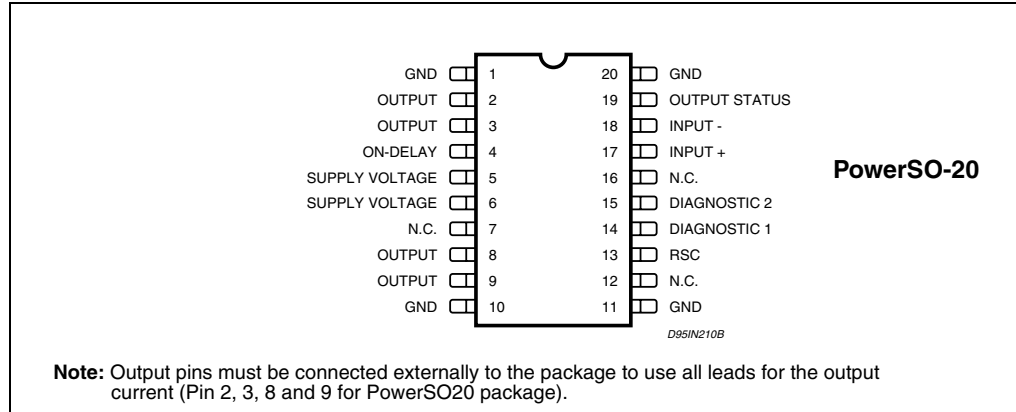 GND 1 20 GND
OUTPUT 2 19 OUTPUT STATUS
OUTPUT 3 18 INPUT -
ON-DELAY 4 17 INPUT +
SUPPLY VOLTAGE 5 16 N.C.
SUPPLY VOLTAGE 6 15 DIAGNOSTIC 2
N.C. 7 14 DIAGNOSTIC 1
OUTPUT 8 13 RSC
OUTPUT 9 12 N.C.
GND 10 11 GND
PowerSO-20
D95IN210B
Note: Output pins must be connected externally to the package to use all leads for the output
current (Pin 2, 3, 8 and 9 for PowerSO20 package).